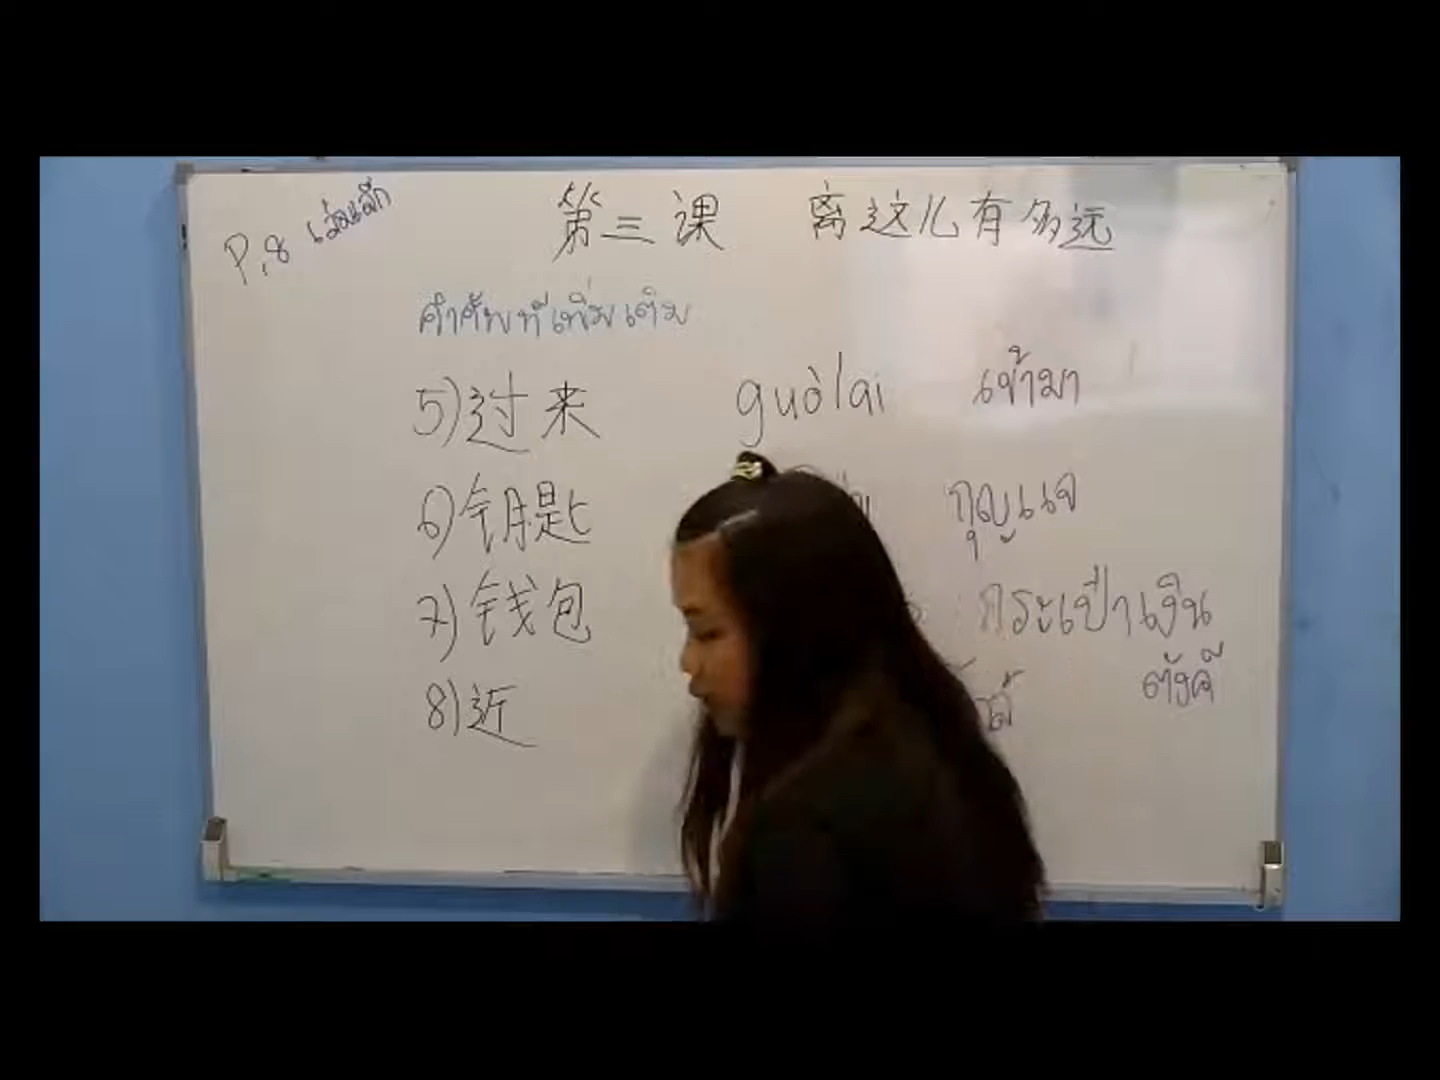 P.8 เล่มเล็ก
第三课 离这儿有多远
คำศัพท์เพิ่มเติม
5) 过来 guòlai เข้ามา
6) 钥匙 กุญแจ
7) 钱包 กระเป๋าเงิน
ตังค์
8) 近